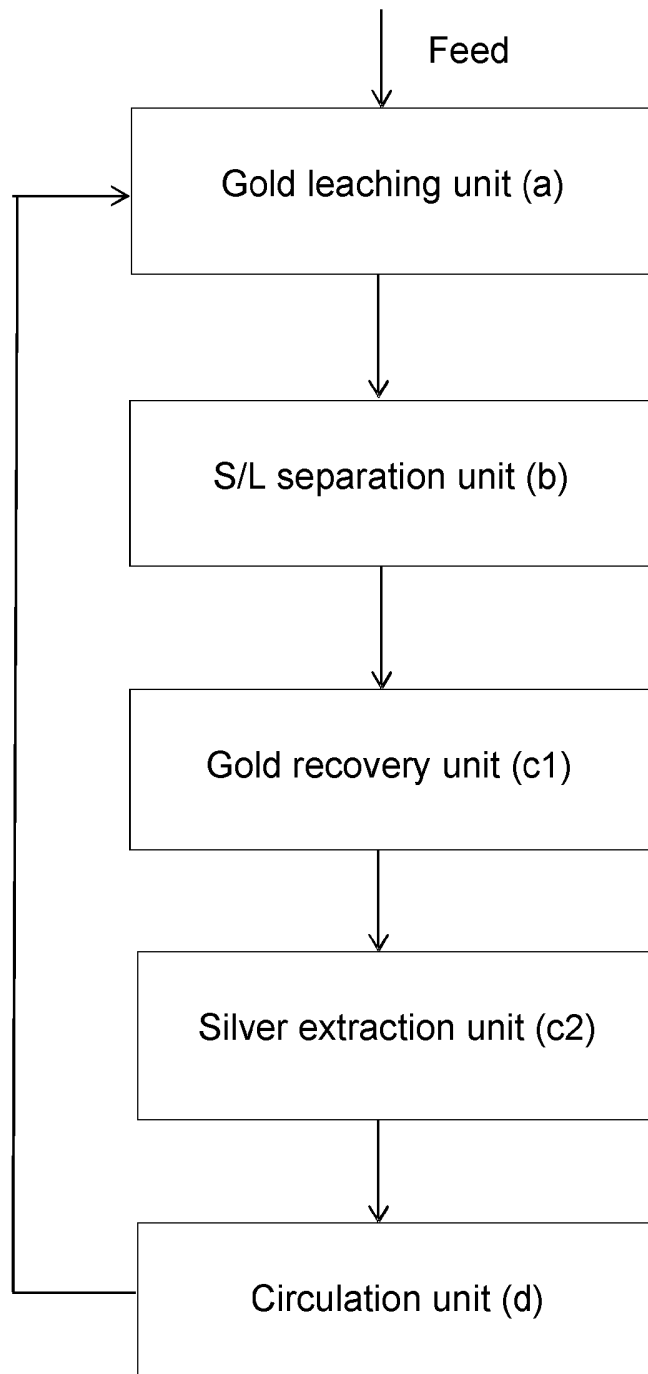 Feed
Gold leaching unit (a)
S/L separation unit (b)
Gold recovery unit (c1)
Silver extraction unit (c2)
Circulation unit (d)